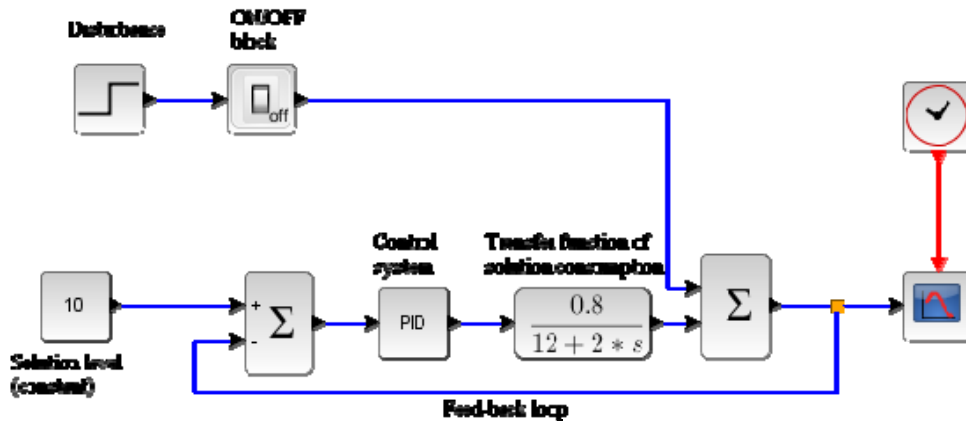 Disturbance
ON/OFF
block
off
Control
system
Transfer function of
solution consumption
10
+
-
Σ
PID
0.8
12 + 2 * s
Σ
Solution level
(constant)
Feed-back loop